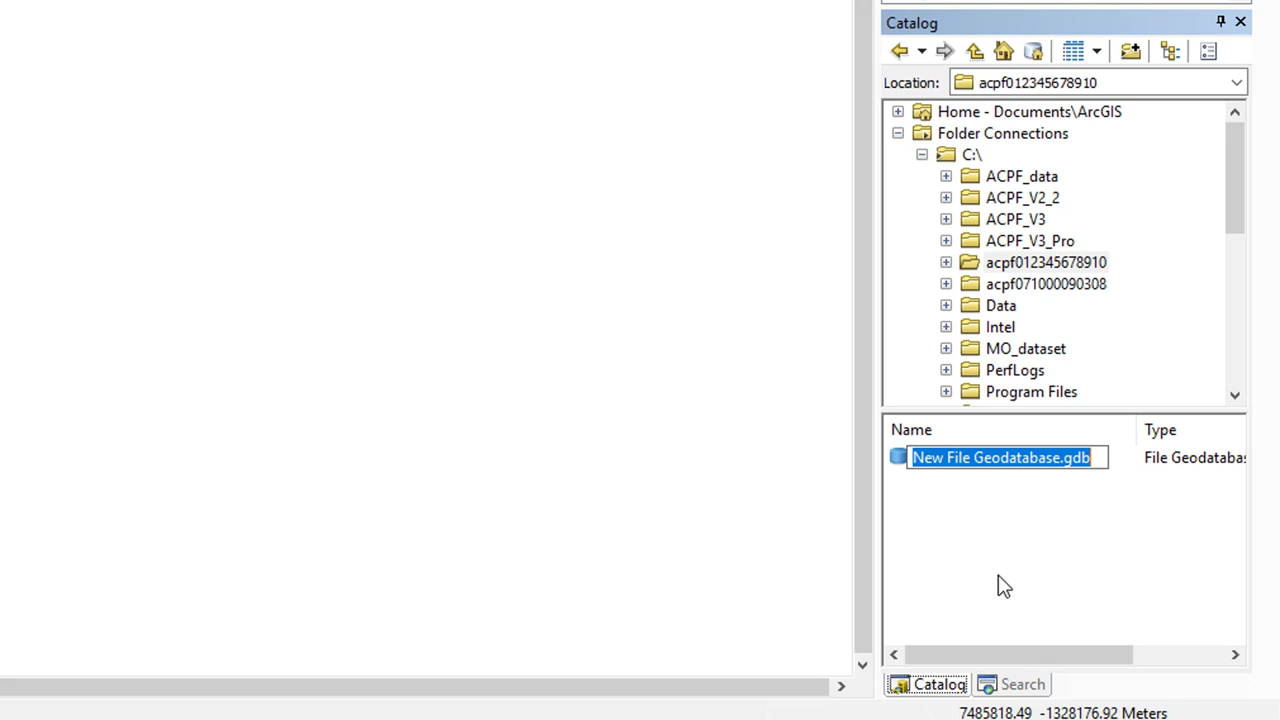 Catalog
Location: acpf012345678910
Home - Documents\ArcGIS
Folder Connections
C:\
ACPF_data
ACPF_V2_2
ACPF_V3
ACPF_V3_Pro
acpf012345678910
acpf071000090308
Data
Intel
MO_dataset
PerfLogs
Program Files
Name Type
New File Geodatabase.gdb File Geodatabas
Catalog Search
7485818.49 -1328176.92 Meters